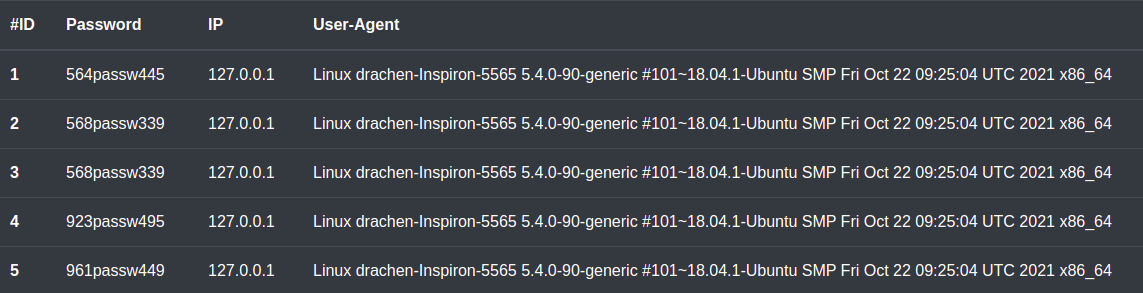 #ID Password IP User-Agent
1 564passw445 127.0.0.1 Linux drachen-Inspiron-5565 5.4.0-90-generic #101~18.04.1-Ubuntu SMP Fri Oct 22 09:25:04 UTC 2021 x86_64
2 568passw339 127.0.0.1 Linux drachen-Inspiron-5565 5.4.0-90-generic #101~18.04.1-Ubuntu SMP Fri Oct 22 09:25:04 UTC 2021 x86_64
3 568passw339 127.0.0.1 Linux drachen-Inspiron-5565 5.4.0-90-generic #101~18.04.1-Ubuntu SMP Fri Oct 22 09:25:04 UTC 2021 x86_64
4 923passw495 127.0.0.1 Linux drachen-Inspiron-5565 5.4.0-90-generic #101~18.04.1-Ubuntu SMP Fri Oct 22 09:25:04 UTC 2021 x86_64
5 961passw449 127.0.0.1 Linux drachen-Inspiron-5565 5.4.0-90-generic #101~18.04.1-Ubuntu SMP Fri Oct 22 09:25:04 UTC 2021 x86_64